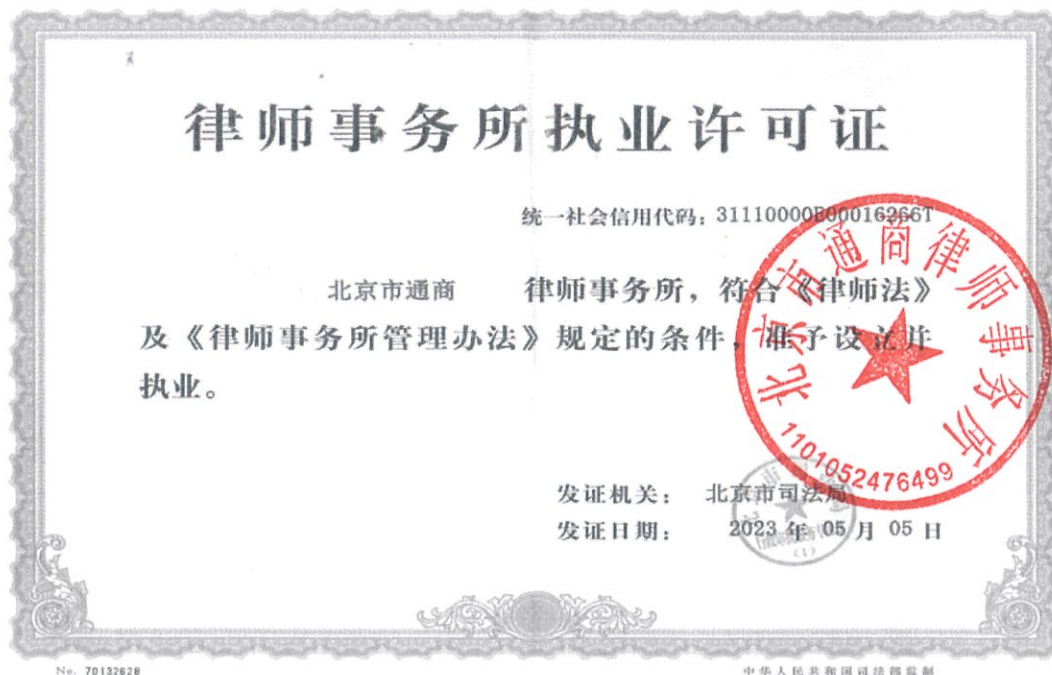 律师事务所执业许可证
统一社会信用代码：31110000E00016266T
北京市通商 律师事务所，符合《律师法》
及《律师事务所管理办法》规定的条件，准予设立并
执业。
北京市通商律师事务所
1101052476499
发证机关： 北京市司法局
发证日期： 2023 年 05 月 05 日
(1)
No. 70132628
中华人民共和国司法部监制